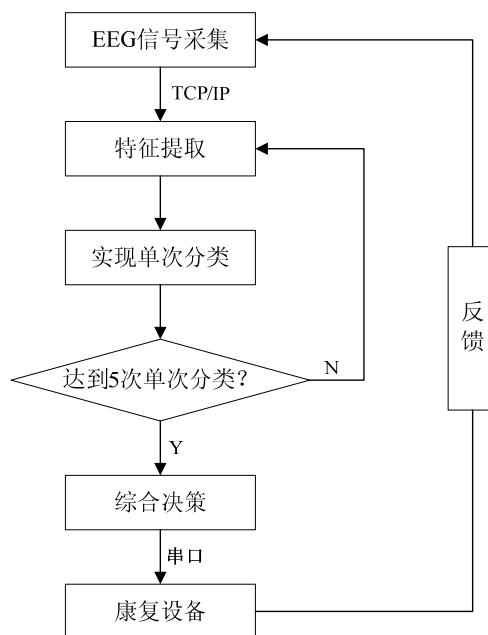 EEG信号采集
TCP/IP
特征提取
实现单次分类
达到5次单次分类?
N
Y
综合决策
串口
康复设备
反
馈